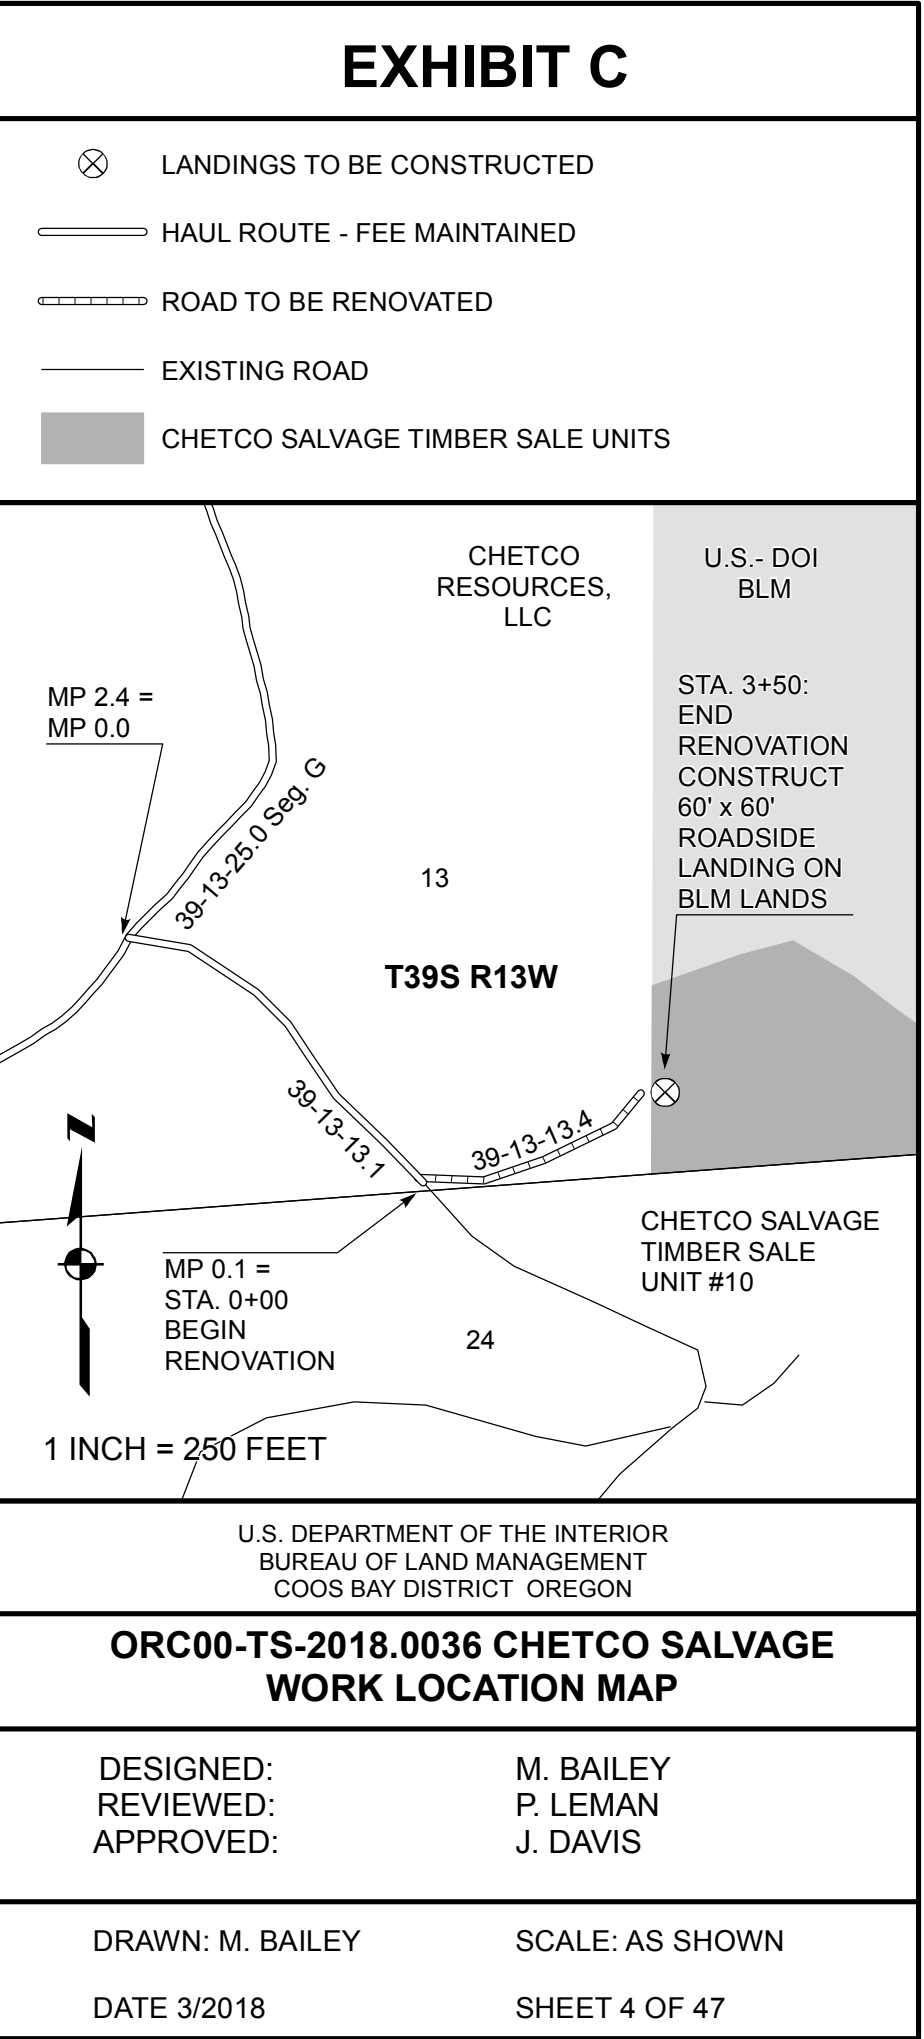 EXHIBIT C
LANDINGS TO BE CONSTRUCTED
HAUL ROUTE - FEE MAINTAINED
ROAD TO BE RENOVATED
EXISTING ROAD
CHETCO SALVAGE TIMBER SALE UNITS
CHETCO
RESOURCES,
LLC
U.S.- DOI
BLM
MP 2.4 =
MP 0.0
STA. 3+50:
END
RENOVATION
CONSTRUCT
60' x 60'
ROADSIDE
LANDING ON
BLM LANDS
39-13-25.0 Seg. G
13
T39S R13W
39-13-13.1
39-13-13.4
Z
MP 0.1 =
STA. 0+00
BEGIN
RENOVATION
CHETCO SALVAGE
TIMBER SALE
UNIT #10
24
1 INCH = 250 FEET
U.S. DEPARTMENT OF THE INTERIOR
BUREAU OF LAND MANAGEMENT
COOS BAY DISTRICT OREGON
ORC00-TS-2018.0036 CHETCO SALVAGE
WORK LOCATION MAP
DESIGNED: M. BAILEY
REVIEWED: P. LEMAN
APPROVED: J. DAVIS
DRAWN: M. BAILEY SCALE: AS SHOWN
DATE 3/2018 SHEET 4 OF 47